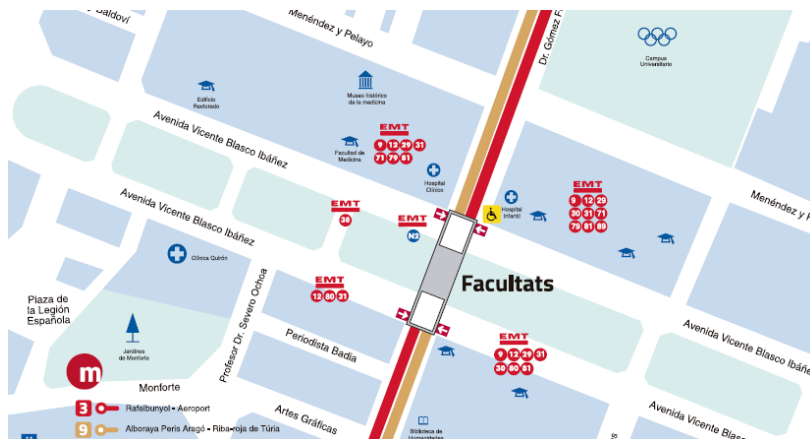 Baldoví
Menéndez y Pelayo
Dr. Gómez F
Campus
Universitario
Edificio
Rectorado
Museo histórico
de la medicina
Avenida Vicente Blasco Ibáñez
EMT
9 12 29 31
71 79 81
Facultad de
Medicina
Hospital
Clínico
EMT
30
EMT
N2
Hospital
Infantil
EMT
9 12 29
30 31 71
79 81 89
Menéndez y P
Avenida Vicente Blasco Ibáñez
Clínica Quirón
Facultats
Plaza de
la Legión
Española
Profesor Dr. Severo Ochoa
EMT
12 80 31
Jardines
de Monforte
Periodista Badia
EMT
9 12 29 31
30 80 81
Avenida Vicente Blasco Ibáñez
Avenida Vicente Blasco Ibáñez
m
Monforte
Artes Gráficas
Biblioteca de
Humanidades
3 Rafelbunyol - Aeroport
9 Alboraya Peris Aragó - Riba-roja de Túria